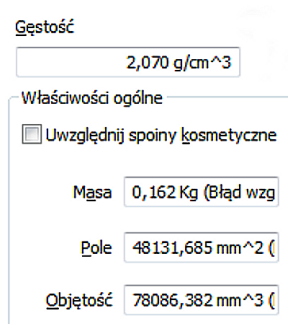 Gęstość
2,070 g/cm^3
Właściwości ogólne
Uwzględnij spoiny kosmetyczne
Masa 0,162 Kg (Błąd wzg
Pole 48131,685 mm^2 (
Objętość 78086,382 mm^3 (